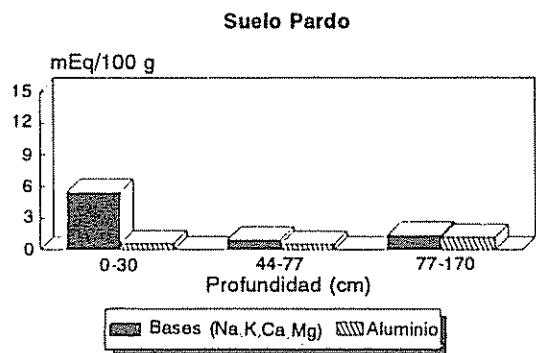 Suelo Pardo
mEq/100 g
15
12
9
6
3
0
0-30 44-77 77-170
Profundidad (cm)
Bases (Na,K,Ca,Mg) Aluminio